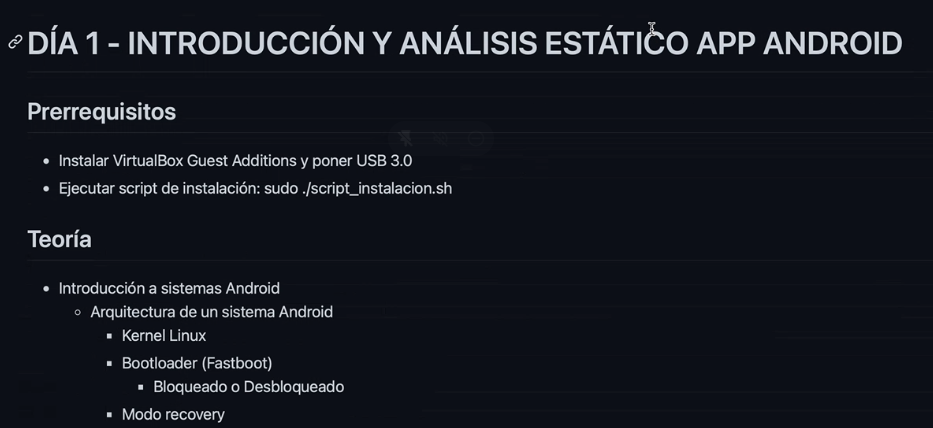 DÍA 1 - INTRODUCCIÓN Y ANÁLISIS ESTÁTICO APP ANDROID
Prerrequisitos
Instalar VirtualBox Guest Additions y poner USB 3.0
Ejecutar script de instalación: sudo ./script_instalacion.sh
Teoría
Introducción a sistemas Android
Arquitectura de un sistema Android
Kernel Linux
Bootloader (Fastboot)
Bloqueado o Desbloqueado
Modo recovery